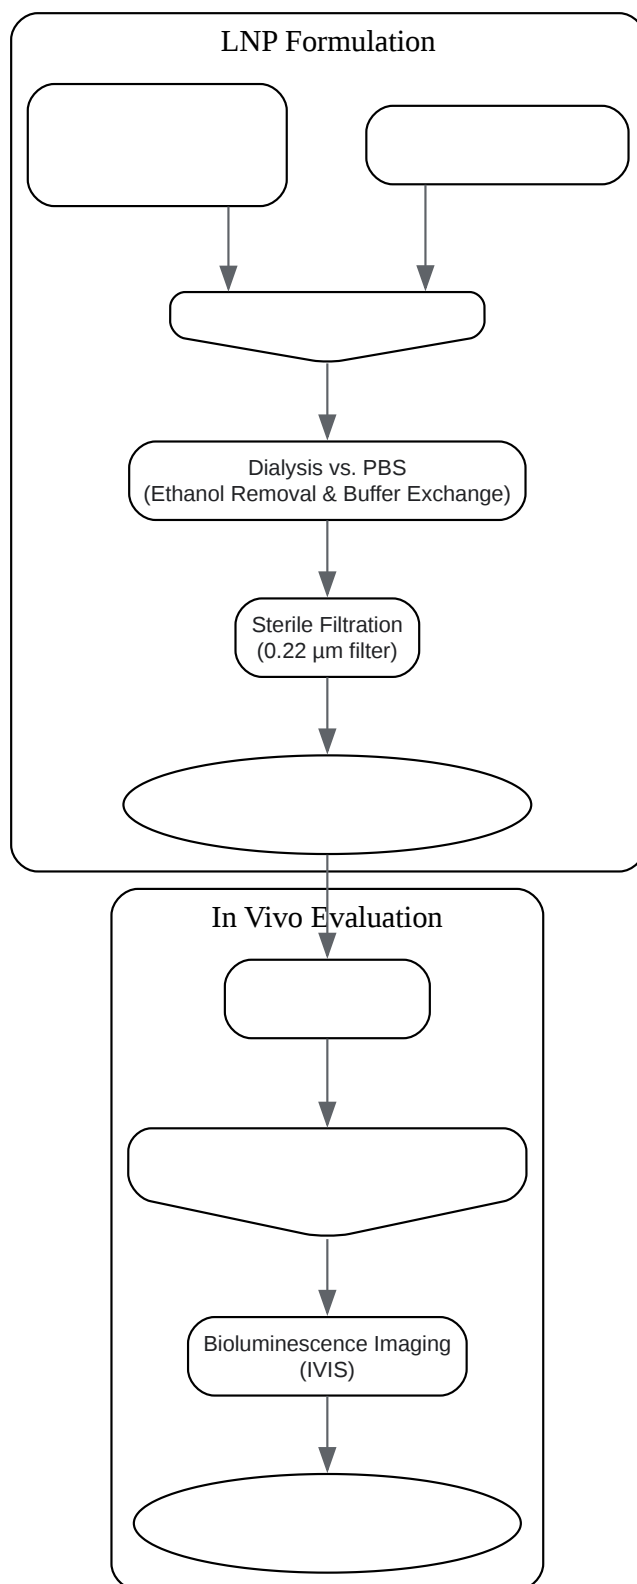 LNP Formulation
Dialysis vs. PBS
(Ethanol Removal & Buffer Exchange)
Sterile Filtration
(0.22 µm filter)
In Vivo Evaluation
Bioluminescence Imaging
(IVIS)